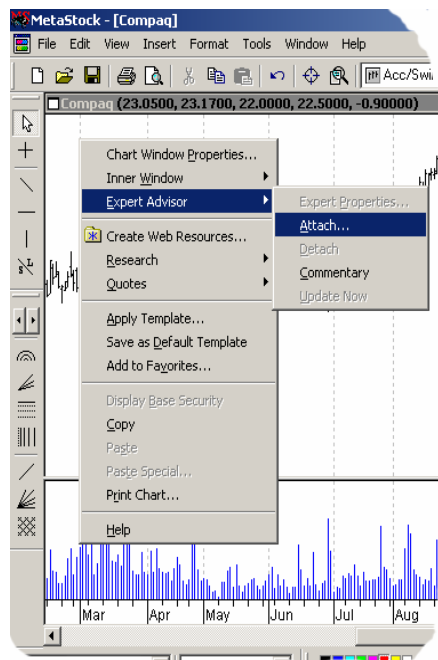 MetaStock - [Compaq]
File Edit View Insert Format Tools Window Help
Acc/Swi
Compaq (23.0500, 23.1700, 22.0000, 22.5000, -0.90000)
Chart Window Properties...
Inner Window
Expert Advisor
Create Web Resources...
Research
Quotes
Apply Template...
Save as Default Template
Add to Favorites...
Display Base Security
Copy
Paste
Paste Special...
Print Chart...
Help
Expert Properties...
Attach...
Detach
Commentary
Update Now
Mar Apr May Jun Jul Aug